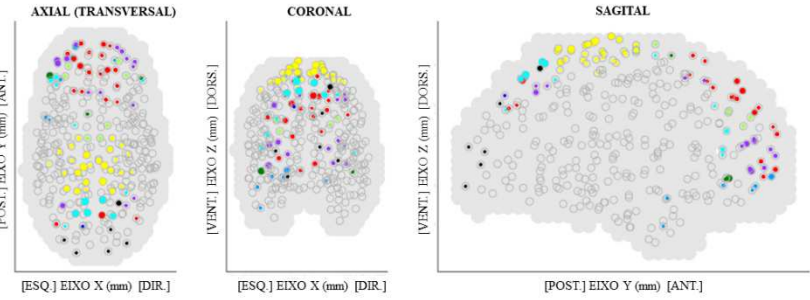 AXIAL (TRANSVERSAL)
CORONAL
SAGITAL
[POST.] EIXO Y (mm) [ANT.]
[VENT.] EIXO Z (mm) [DORS.]
[VENT.] EIXO Z (mm) [DORS.]
[ESQ.] EIXO X (mm) [DIR.]
[ESQ.] EIXO X (mm) [DIR.]
[POST.] EIXO Y (mm) [ANT.]